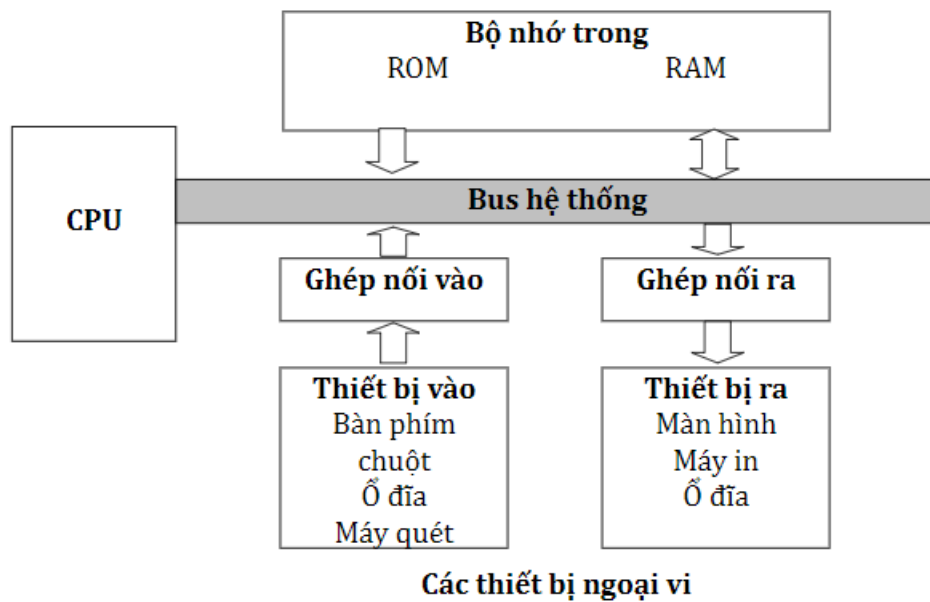 Bộ nhớ trong
ROM RAM
CPU
Bus hệ thống
Ghép nối vào
Ghép nối ra
Thiết bị vào
Bàn phím
chuột
Ổ đĩa
Máy quét
Thiết bị ra
Màn hình
Máy in
Ổ đĩa
Các thiết bị ngoại vi